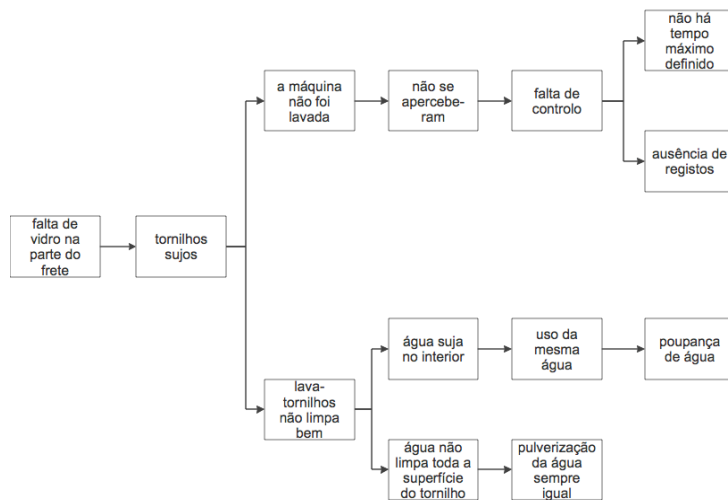 não há
tempo
máximo
definido
a máquina
não foi
lavada
não se
apercebe-
ram
falta de
controlo
ausência de
registos
falta de
vidro na
parte do
frete
tornilhos
sujos
água suja
no interior
uso da
mesma
água
poupança
de água
lava-
tornilhos
não limpa
bem
água não
limpa toda a
superfície
do tornilho
pulverização
da água
sempre
igual